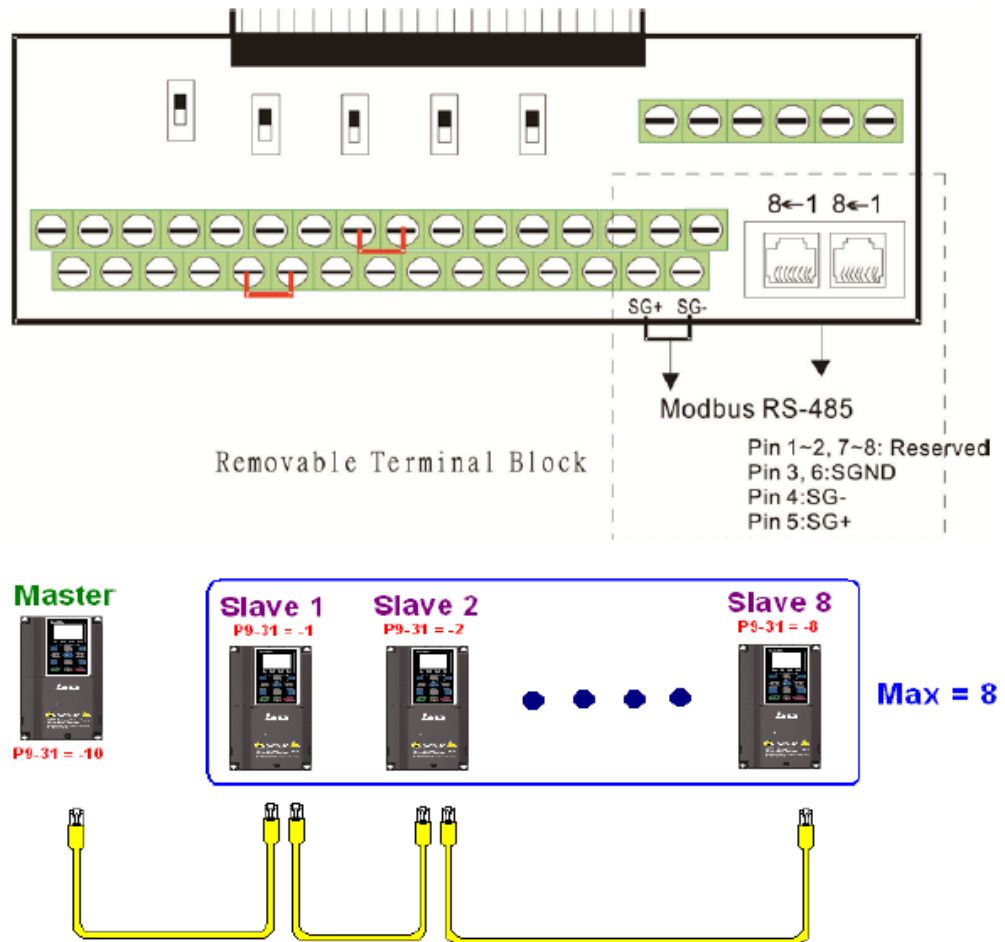 8←1 8←1
SG+ SG-
Modbus RS-485
Removable Terminal Block
Pin 1~2, 7~8: Reserved
Pin 3, 6:SGND
Pin 4:SG-
Pin 5:SG+
Master
Slave 1 Slave 2 Slave 8
P9-31 = -1 P9-31 = -2 P9-31 = -8
Max = 8
P9-31 = -10